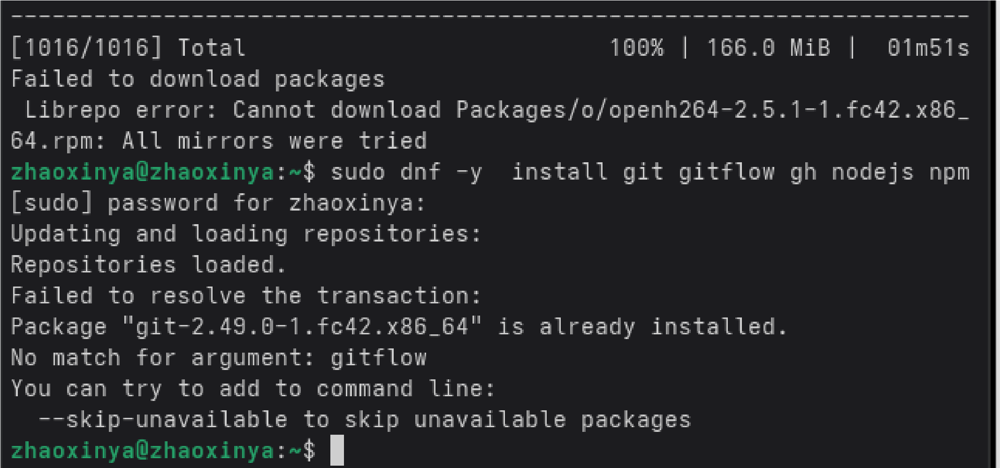 ----------------------------------------------------------------------
[1016/1016] Total                           100% | 166.0 MiB |  01m51s
Failed to download packages
 Librepo error: Cannot download Packages/o/openh264-2.5.1-1.fc42.x86_
64.rpm: All mirrors were tried
zhaoxinya@zhaoxinya:~$ sudo dnf -y  install git gitflow gh nodejs npm
[sudo] password for zhaoxinya:
Updating and loading repositories:
Repositories loaded.
Failed to resolve the transaction:
Package "git-2.49.0-1.fc42.x86_64" is already installed.
No match for argument: gitflow
You can try to add to command line:
  --skip-unavailable to skip unavailable packages
zhaoxinya@zhaoxinya:~$